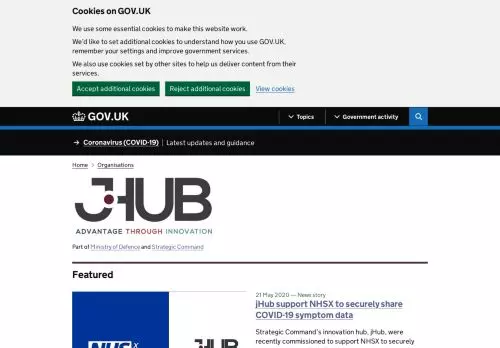 Cookies on GOV.UK
We use some essential cookies to make this website work.
We'd like to set additional cookies to understand how you use GOV.UK,
remember your settings and improve government services.
We also use cookies set by other sites to help us deliver content from their
services.
Accept additional cookies Reject additional cookies View cookies
GOV.UK Topics Government activity
→ Coronavirus (COVID-19) Latest updates and guidance
Home Organisations
JHUB
ADVANTAGE THROUGH INNOVATION
Part of Ministry of Defence and Strategic Command
Featured
21 May 2020 — News story
jHub support NHSX to securely share
COVID-19 symptom data
Strategic Command's innovation hub, jHub, were
recently commissioned to support NHSX to securely
NHSX
JHUB